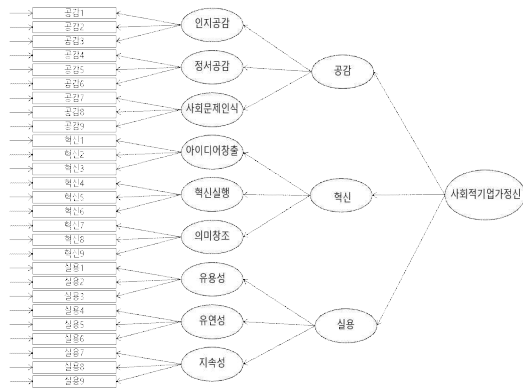 공감1
공감2
공감3
공감4
공감5
공감6
공감7
공감8
공감9
혁신1
혁신2
혁신3
혁신4
혁신5
혁신6
혁신7
혁신8
혁신9
실용1
실용2
실용3
실용4
실용5
실용6
실용7
실용8
실용9
인지공감
정서공감
사회문제인식
아이디어창출
혁신실행
의미창조
유용성
유연성
지속성
공감
혁신
실용
사회적기업가정신